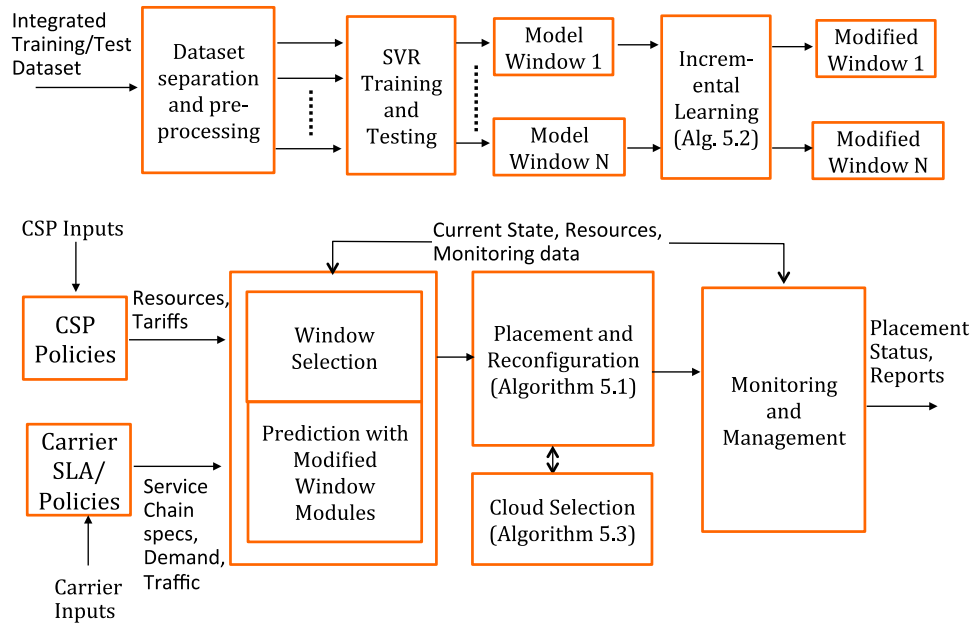 Integrated
Training/Test
Dataset
Dataset
separation
and pre-
processing
SVR
Training
and
Testing
Model
Window 1
Model
Window N
Increm-
ental
Learning
(Alg. 5.2)
Modified
Window 1
Modified
Window N
CSP Inputs
Current State, Resources,
Monitoring data
CSP
Policies
Resources,
Tariffs
Window
Selection
Prediction with
Modified
Window
Modules
Placement and
Reconfiguration
(Algorithm 5.1)
Cloud Selection
(Algorithm 5.3)
Monitoring
and
Management
Placement
Status,
Reports
Carrier
SLA/
Policies
Service
Chain
specs,
Demand,
Traffic
Carrier
Inputs